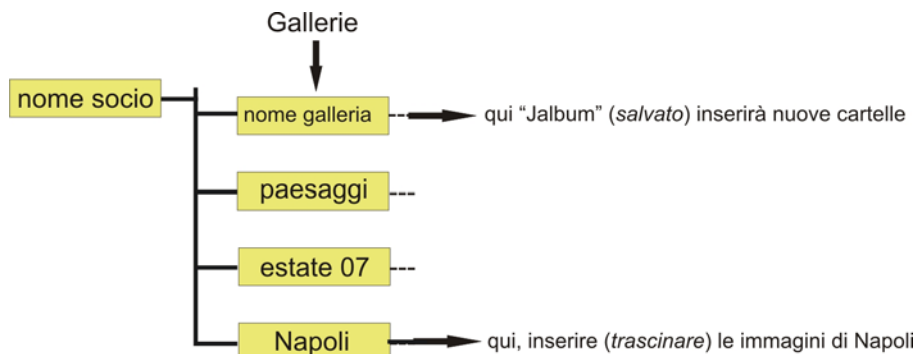 Gallerie
nome socio
nome galleria
qui “Jalbum” (salvato) inserirà nuove cartelle
paesaggi
estate 07
Napoli
qui, inserire (trascinare) le immagini di Napoli